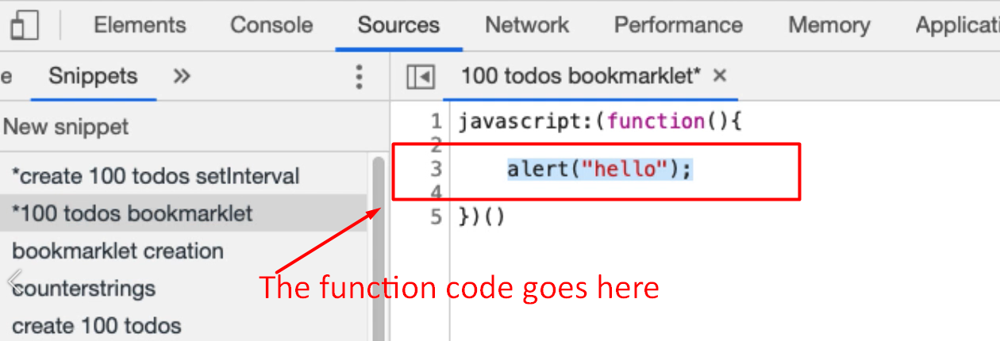 Elements Console Sources Network Performance Memory Applicati
e Snippets » 100 todos bookmarklet* ×
New snippet
*create 100 todos setInterval
*100 todos bookmarklet
bookmarklet creation
counterstrings
create 100 todos
1 javascript:(function(){
2
3 alert("hello");
4
5 })()
The function code goes here